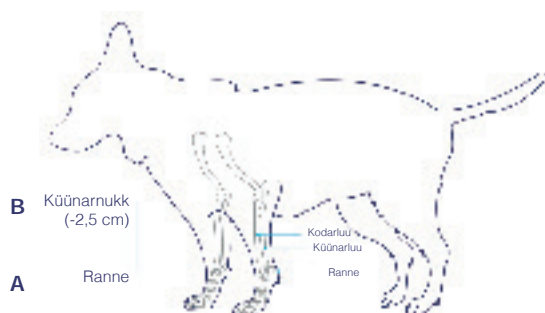 B Küünarnukk
(-2,5 cm)
Kodarluu
Küünarluu
A Ranne
Ranne